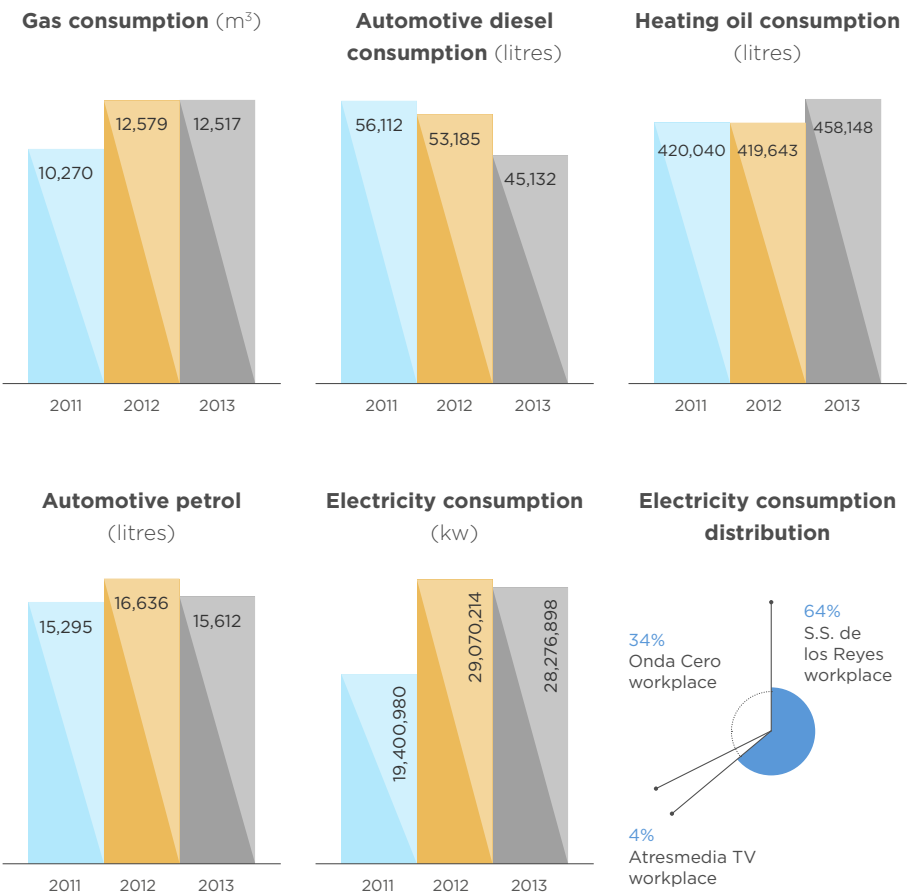 Gas consumption (m³)
10,270
12,579
12,517
2011
2012
2013
Automotive diesel
consumption (litres)
56,112
53,185
45,132
2011
2012
2013
Heating oil consumption
(litres)
420,040
419,643
458,148
2011
2012
2013
Automotive petrol
(litres)
15,295
16,636
15,612
2011
2012
2013
Electricity consumption
(kw)
19,400,980
29,070,214
28,276,898
2011
2012
2013
Electricity consumption
distribution
64%
S.S. de
los Reyes
workplace
34%
Onda Cero
workplace
4%
Atresmedia TV
workplace